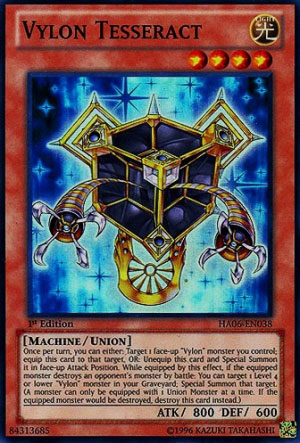 VYLON TESSERACT
LIGHT
光
HA06-EN038
1st Edition
[MACHINE/UNION]
Once per turn, you can either: Target 1 face-up "Vylon" monster you control;
equip this card to that target, OR: Unequip this card and Special Summon
it in face-up Attack Position. While equipped by this effect, if the equipped
monster destroys an opponent's monster by battle: You can target 1 Level 4
or lower "Vylon" monster in your Graveyard; Special Summon that target.
(A monster can only be equipped with 1 Union Monster at a time. If the
equipped monster would be destroyed, destroy this card instead.)
ATK/ 800 DEF/ 600
84313685
©1996 KAZUKI TAKAHASHI